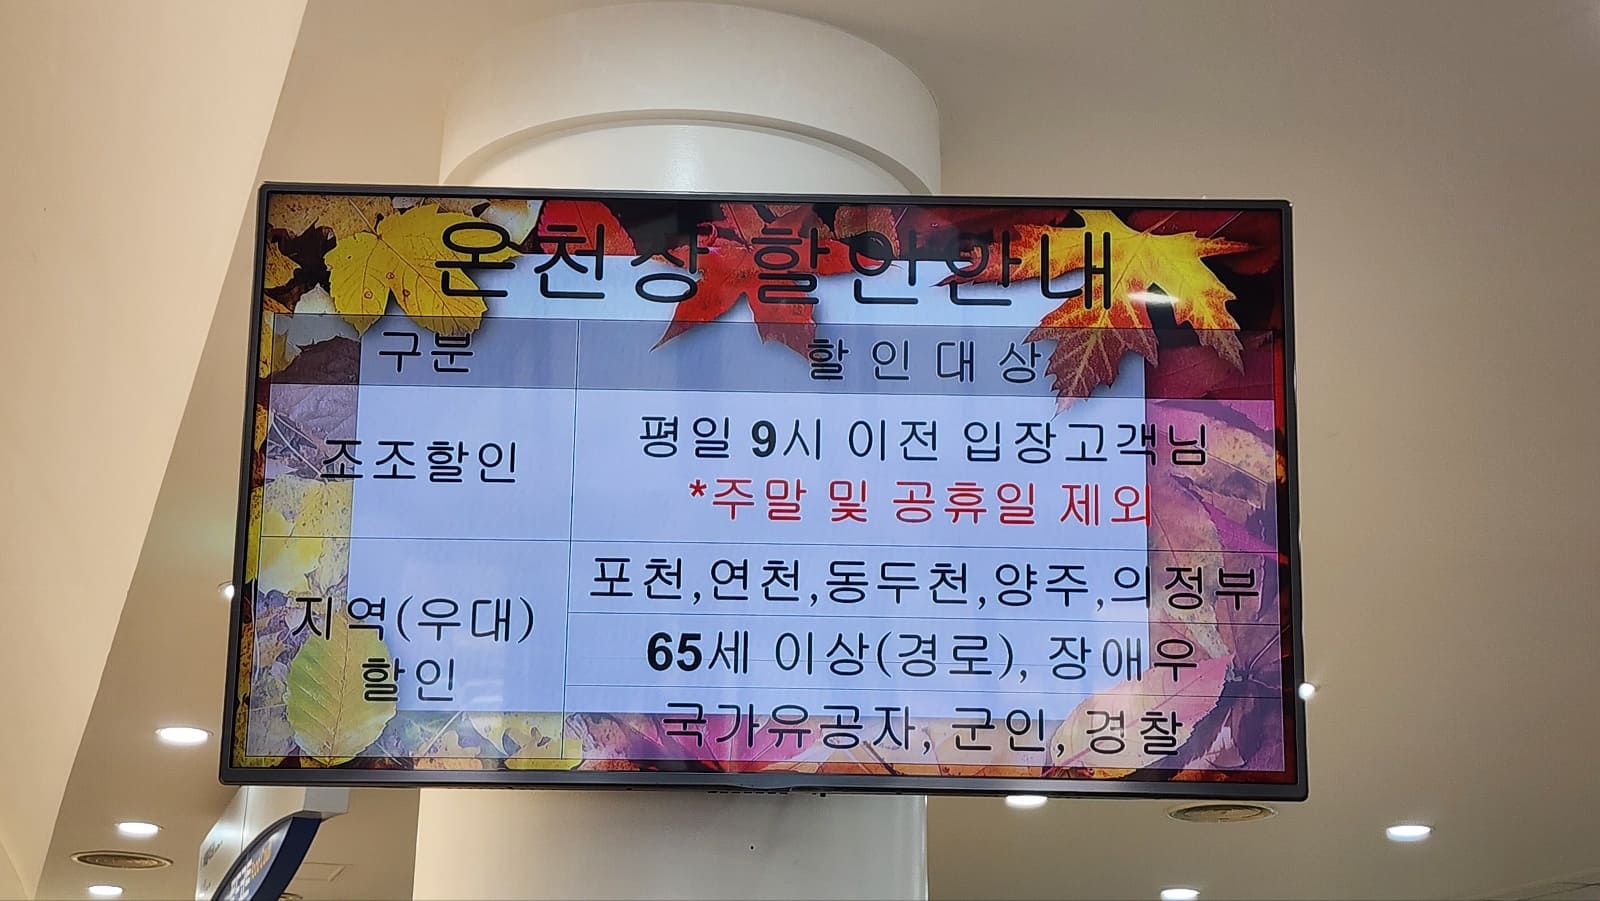 온천장 할인안내
구분
할인대상
조조할인
평일 9시 이전 입장고객님
*주말 및 공휴일 제외
지역(우대)
할인
포천,연천,동두천,양주,의정부
65세 이상(경로), 장애우
국가유공자, 군인, 경찰